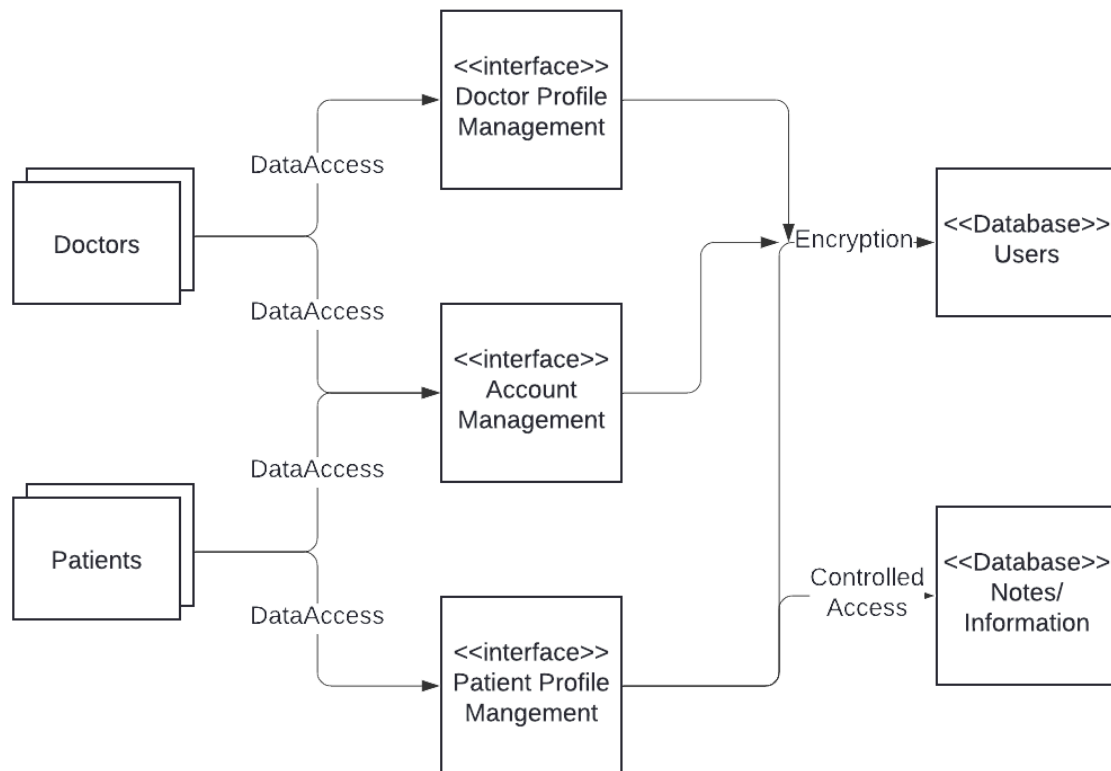 <<interface>>
Doctor Profile
Management
DataAccess
Doctors
DataAccess
<<interface>>
Account
Management
DataAccess
Patients
DataAccess
<<interface>>
Patient Profile
Mangement
Encryption
<<Database>>
Users
Controlled
Access
<<Database>>
Notes/
Information